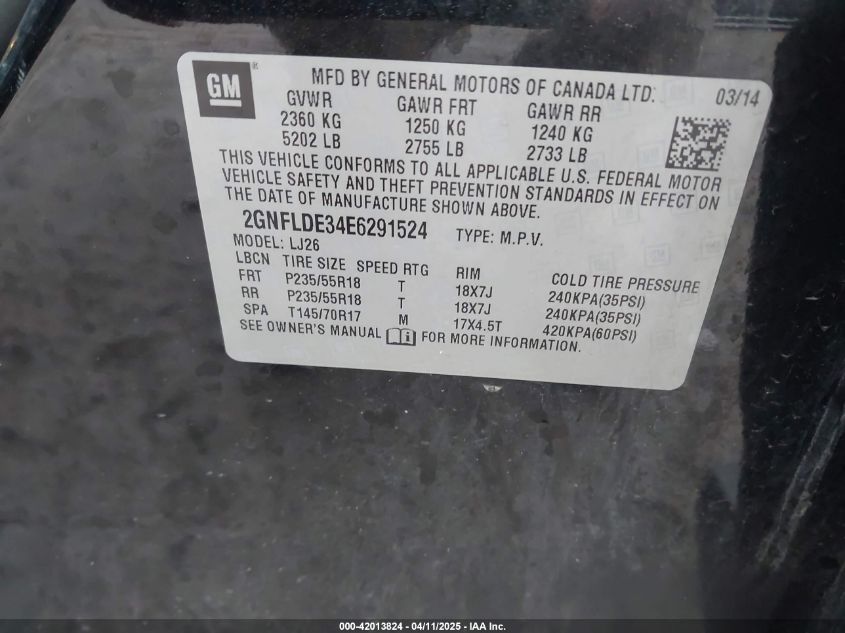 GM
MFD BY GENERAL MOTORS OF CANADA LTD. 03/14
GVWR GAWR FRT GAWR RR
2360 KG 1250 KG 1240 KG
5202 LB 2755 LB 2733 LB
THIS VEHICLE CONFORMS TO ALL APPLICABLE U.S. FEDERAL MOTOR
VEHICLE SAFETY AND THEFT PREVENTION STANDARDS IN EFFECT ON
THE DATE OF MANUFACTURE SHOWN ABOVE.
2GNFLDE34E6291524 TYPE: M.P.V.
MODEL: LJ26
LBCN TIRE SIZE SPEED RTG RIM COLD TIRE PRESSURE
FRT P235/55R18 T 18X7J 240KPA(35PSI)
RR P235/55R18 T 18X7J 240KPA(35PSI)
SPA T145/70R17 M 17X4.5T 420KPA(60PSI)
SEE OWNER'S MANUAL FOR MORE INFORMATION.
000-42013824 - 04/11/2025 - IAA Inc.